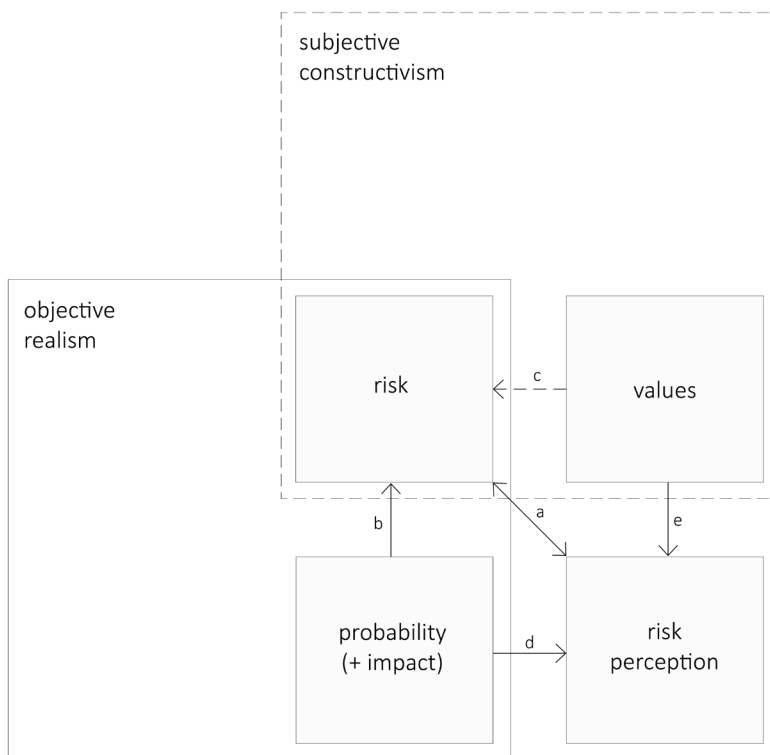 subjective
constructivism
objective
realism
risk
c
values
b
a
e
probability
(+ impact)
d
risk
perception